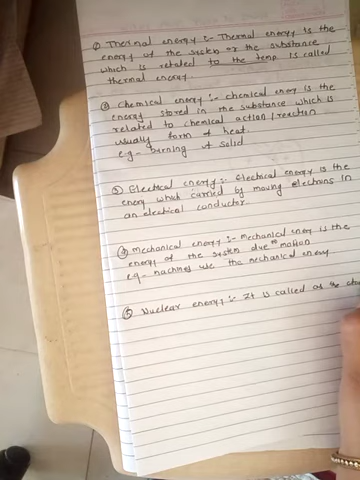 ① Thermal energy :- Thermal energy is the
energy of the system or the substance
which is related to the temp is called
thermal energy.
② Chemical energy :- chemical energy is the
energy stored in the substance which is
related to chemical action / reaction
usually form of heat.
e.g - burning of solid
③ Electical energy :- Electrical energy is the
energy which carried by moving electrons in
an electrical conductor
④ mechanical energy :- mechanical energy is the
energy of the system due to motion
e.g - machines use the mechanical energy
⑤ Nuclear energy :- It is called as the